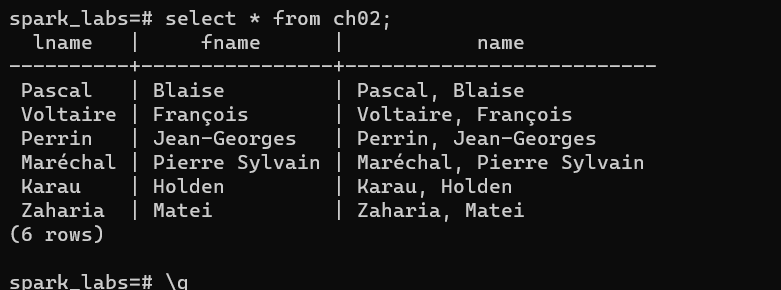 spark_labs=# select * from ch02;
  lname   |     fname      |           name
----------+----------------+--------------------------
 Pascal   | Blaise         | Pascal, Blaise
 Voltaire | François       | Voltaire, François
 Perrin   | Jean-Georges   | Perrin, Jean-Georges
 Maréchal | Pierre Sylvain | Maréchal, Pierre Sylvain
 Karau    | Holden         | Karau, Holden
 Zaharia  | Matei          | Zaharia, Matei
(6 rows)
spark_labs=# \q